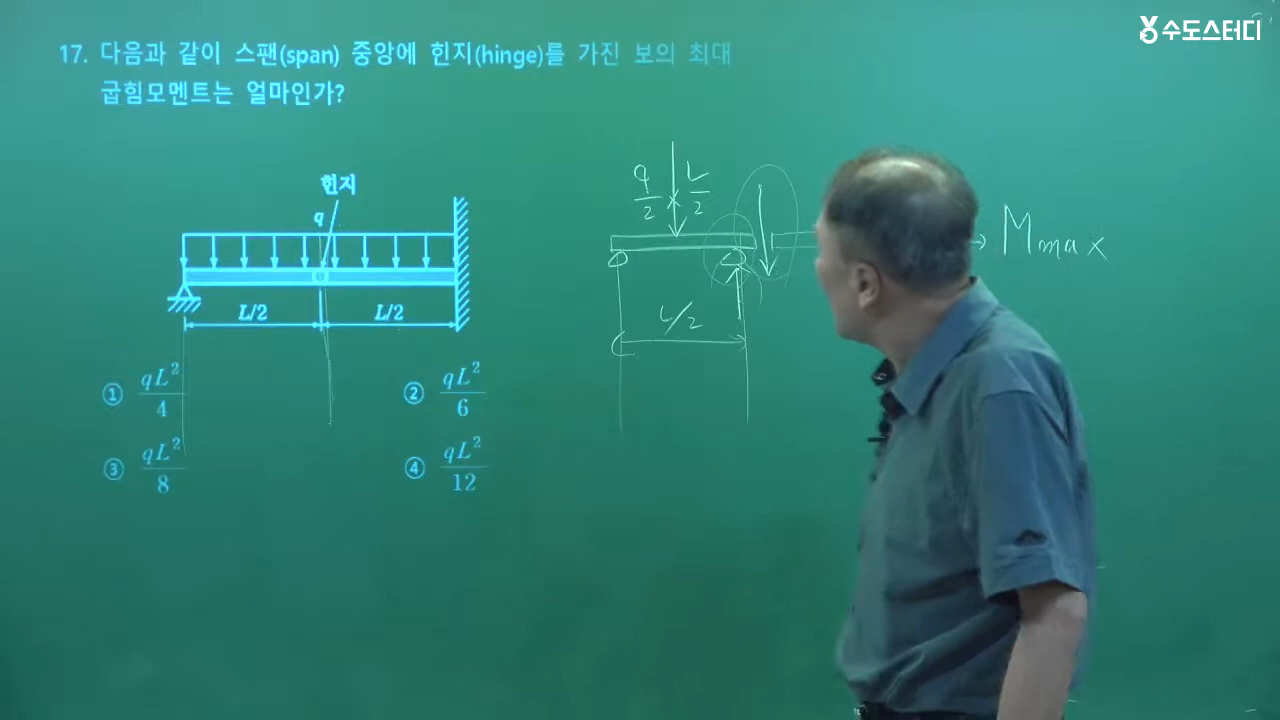 수도스터디
17. 다음과 같이 스팬(span) 중앙에 힌지(hinge)를 가진 보의 최대
굽힘모멘트는 얼마인가?
힌지
q
L/2 L/2
① qL²/4 ② qL²/6
③ qL²/8 ④ qL²/12
q/2 L/2
L/2
Mmax